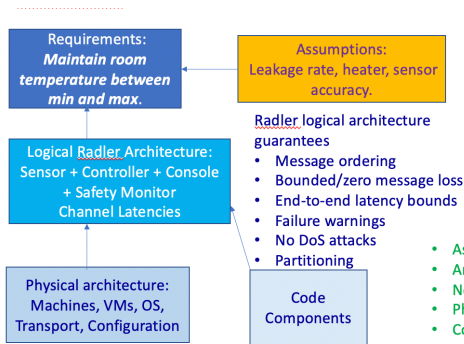 Requirements:
Maintain room
temperature between
min and max.
Assumptions:
Leakage rate, heater, sensor
accuracy.
Radler logical architecture
guarantees
• Message ordering
• Bounded/zero message loss
• End-to-end latency bounds
• Failure warnings
• No DoS attacks
• Partitioning
Logical Radler Architecture:
Sensor + Controller + Console
+ Safety Monitor
Channel Latencies
Physical architecture:
Machines, VMs, OS,
Transport, Configuration
Code
Components